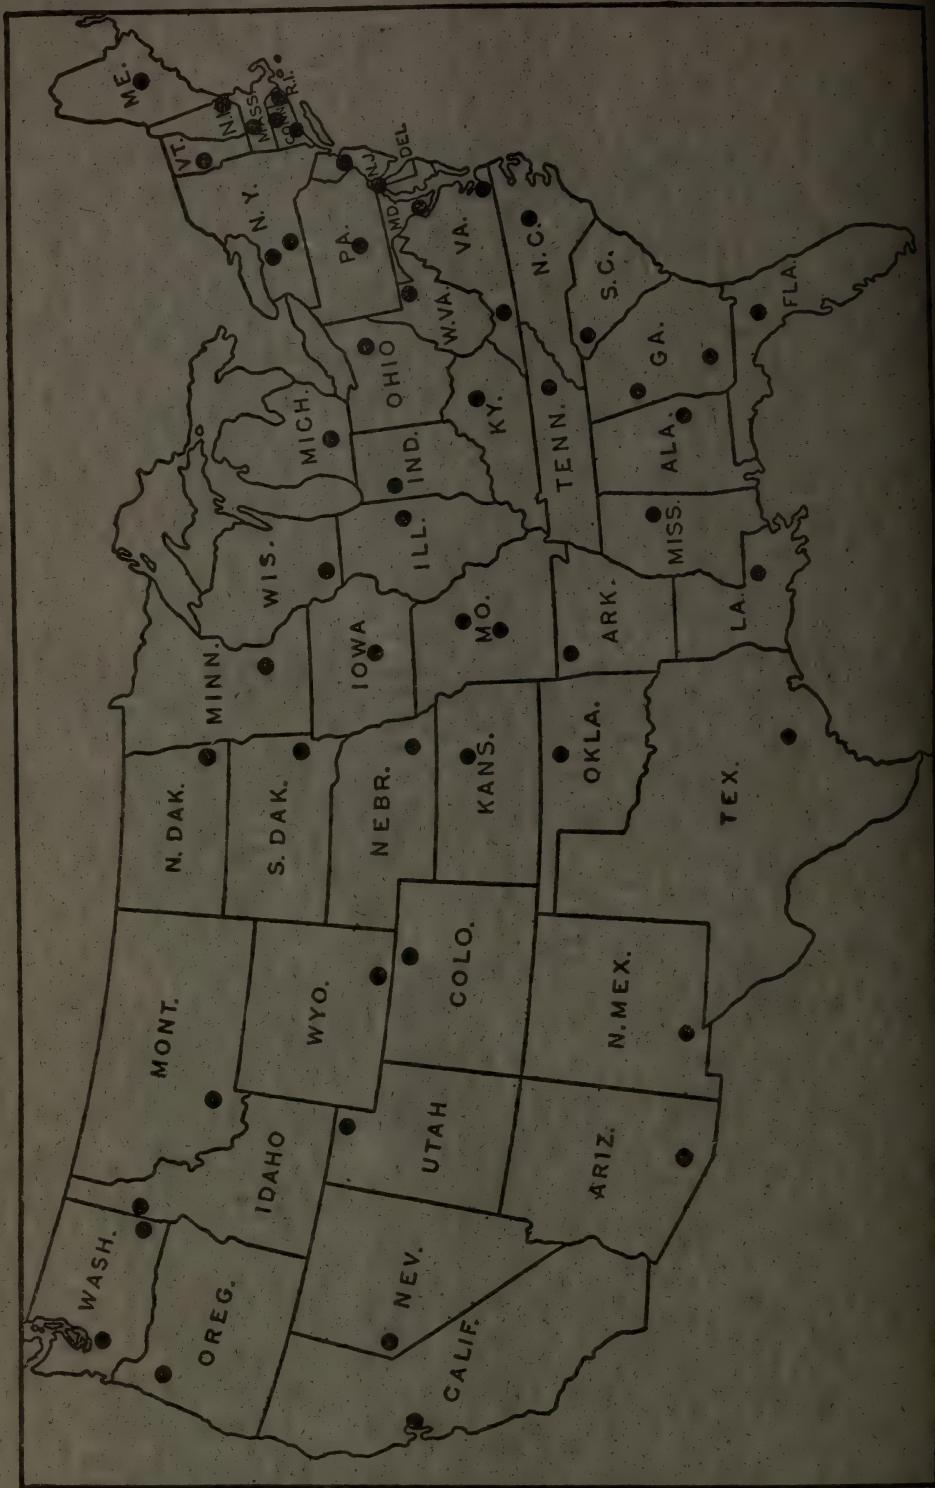 WASH.
OREG.
CALIF.
NEV.
IDAHO
MONT.
WYO.
UTAH
ARIZ.
COLO.
N. MEX.
N. DAK.
S. DAK.
NEBR.
KANS.
OKLA.
TEX.
MINN.
IOWA
MO.
ARK.
LA.
WIS.
ILL.
MICH.
IND.
OHIO
KY.
TENN.
MISS.
ALA.
GA.
FLA.
S.C.
N.C.
VA.
W.VA.
MD.
DEL
N.J.
PA.
N. Y.
VT.
N.H.
ME.
MASS.
CONN.
R.I.